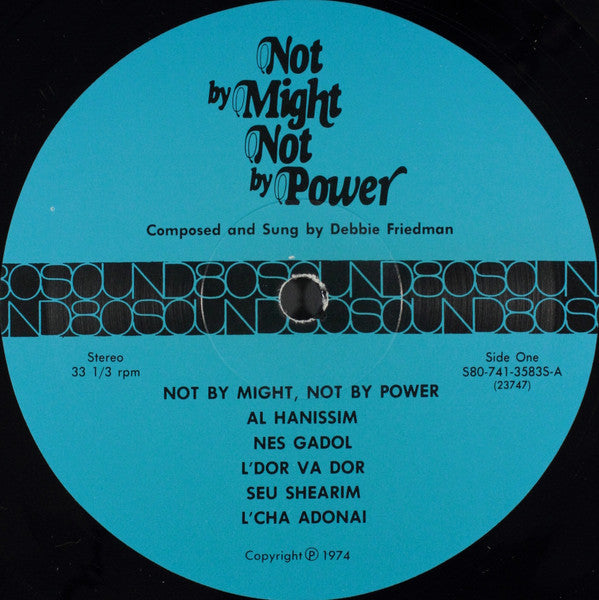 Not
by Might
Not
by Power
Composed and Sung by Debbie Friedman
80SOUND80SOUND80SOUND80SOUN
ND80SOUND80SOUND80SOUND80SO
Stereo
33 1/3 rpm
Side One
S80-741-3583S-A
(23747)
NOT BY MIGHT, NOT BY POWER
AL HANISSIM
NES GADOL
L'DOR VA DOR
SEU SHEARIM
L'CHA ADONAI
Copyright ℗ 1974